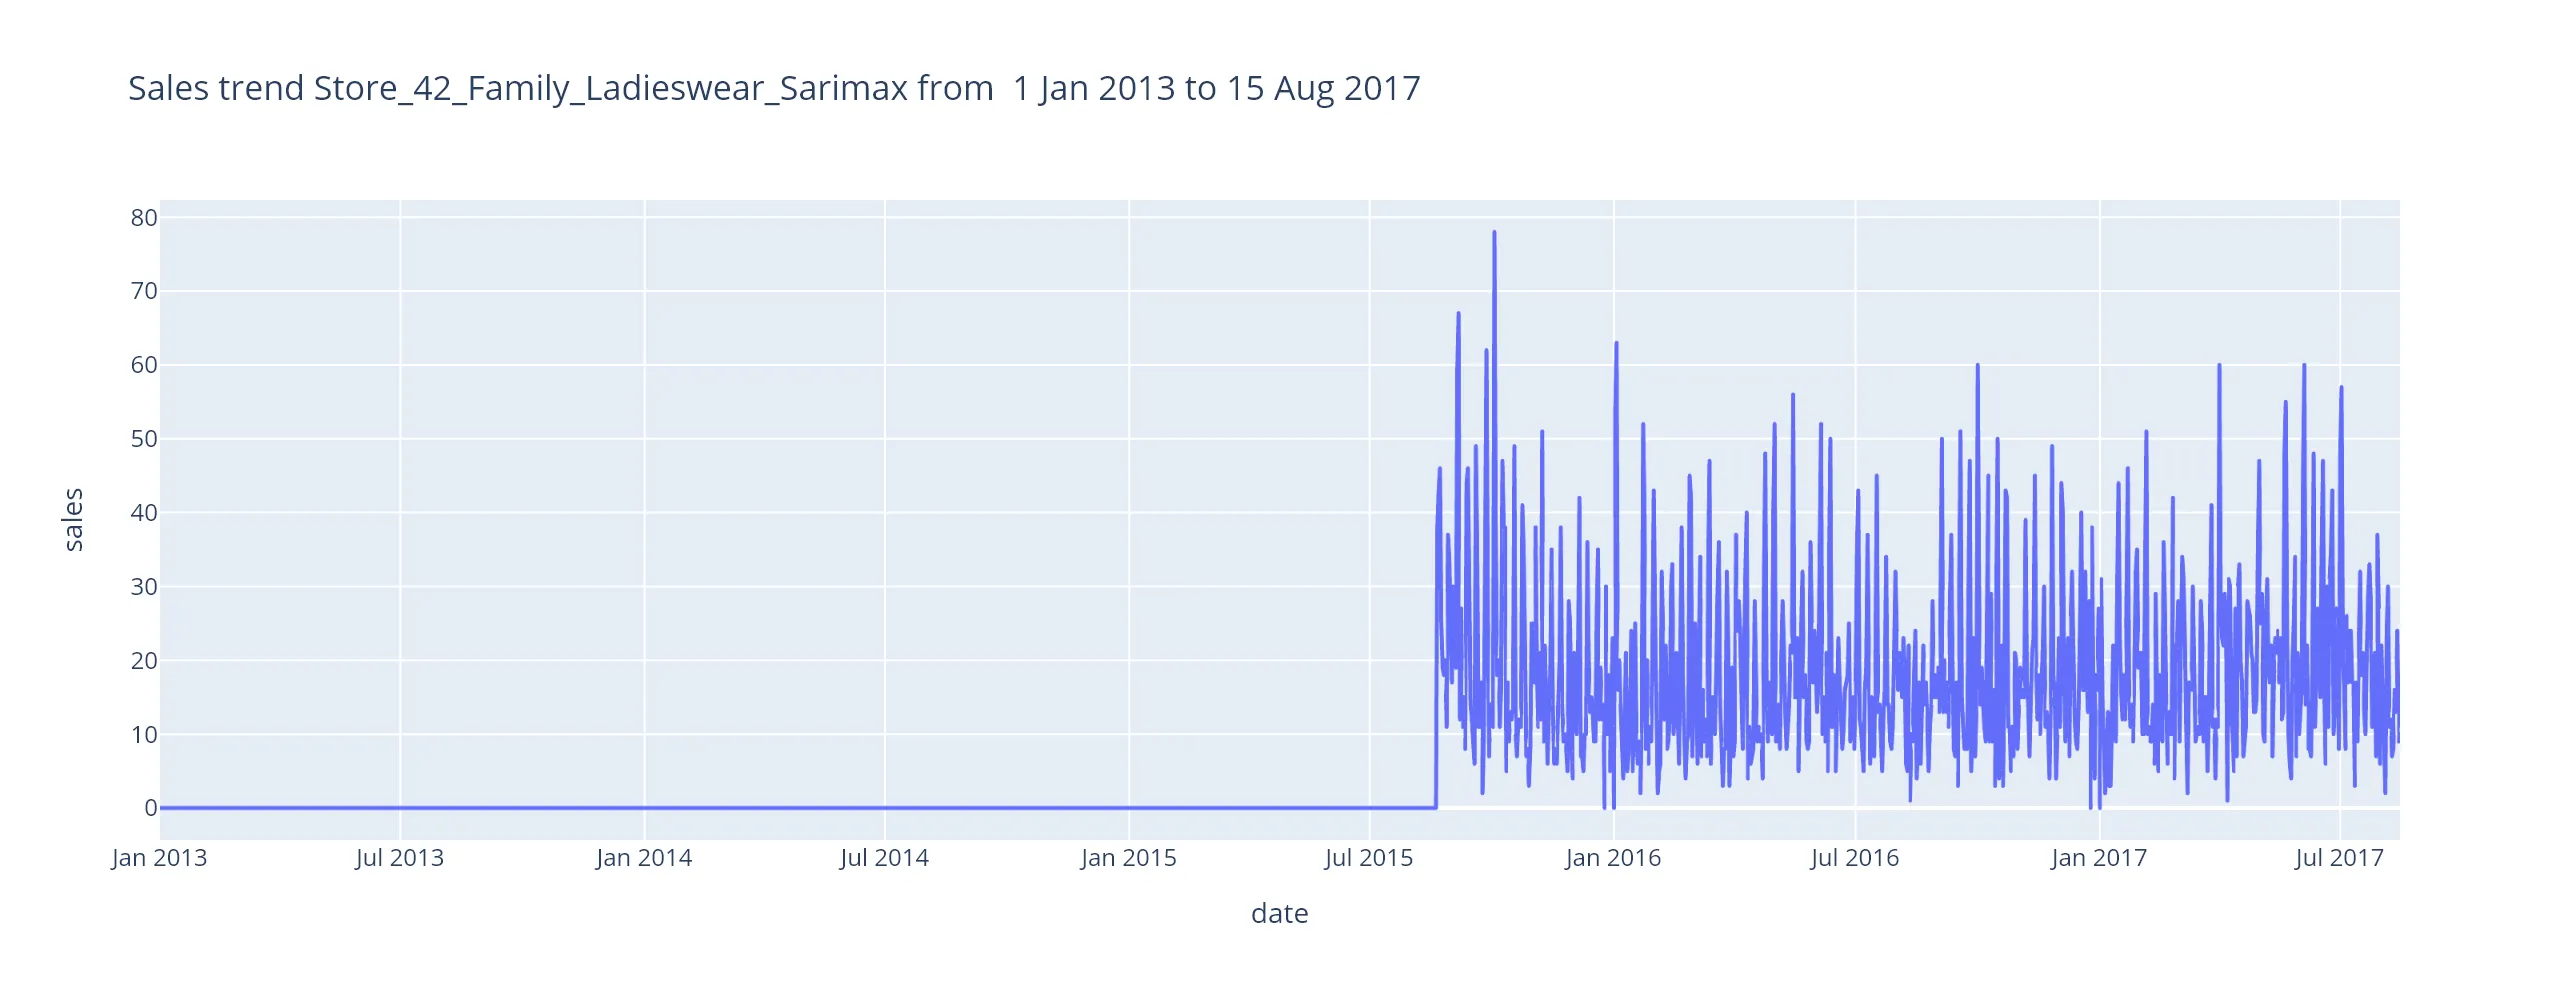 Sales trend Store_42_Family_Ladieswear_Sarimax from  1 Jan 2013 to 15 Aug 2017
80
70
60
50
40
30
20
10
0
sales
Jan 2013 Jul 2013 Jan 2014 Jul 2014 Jan 2015 Jul 2015 Jan 2016 Jul 2016 Jan 2017 Jul 2017
date